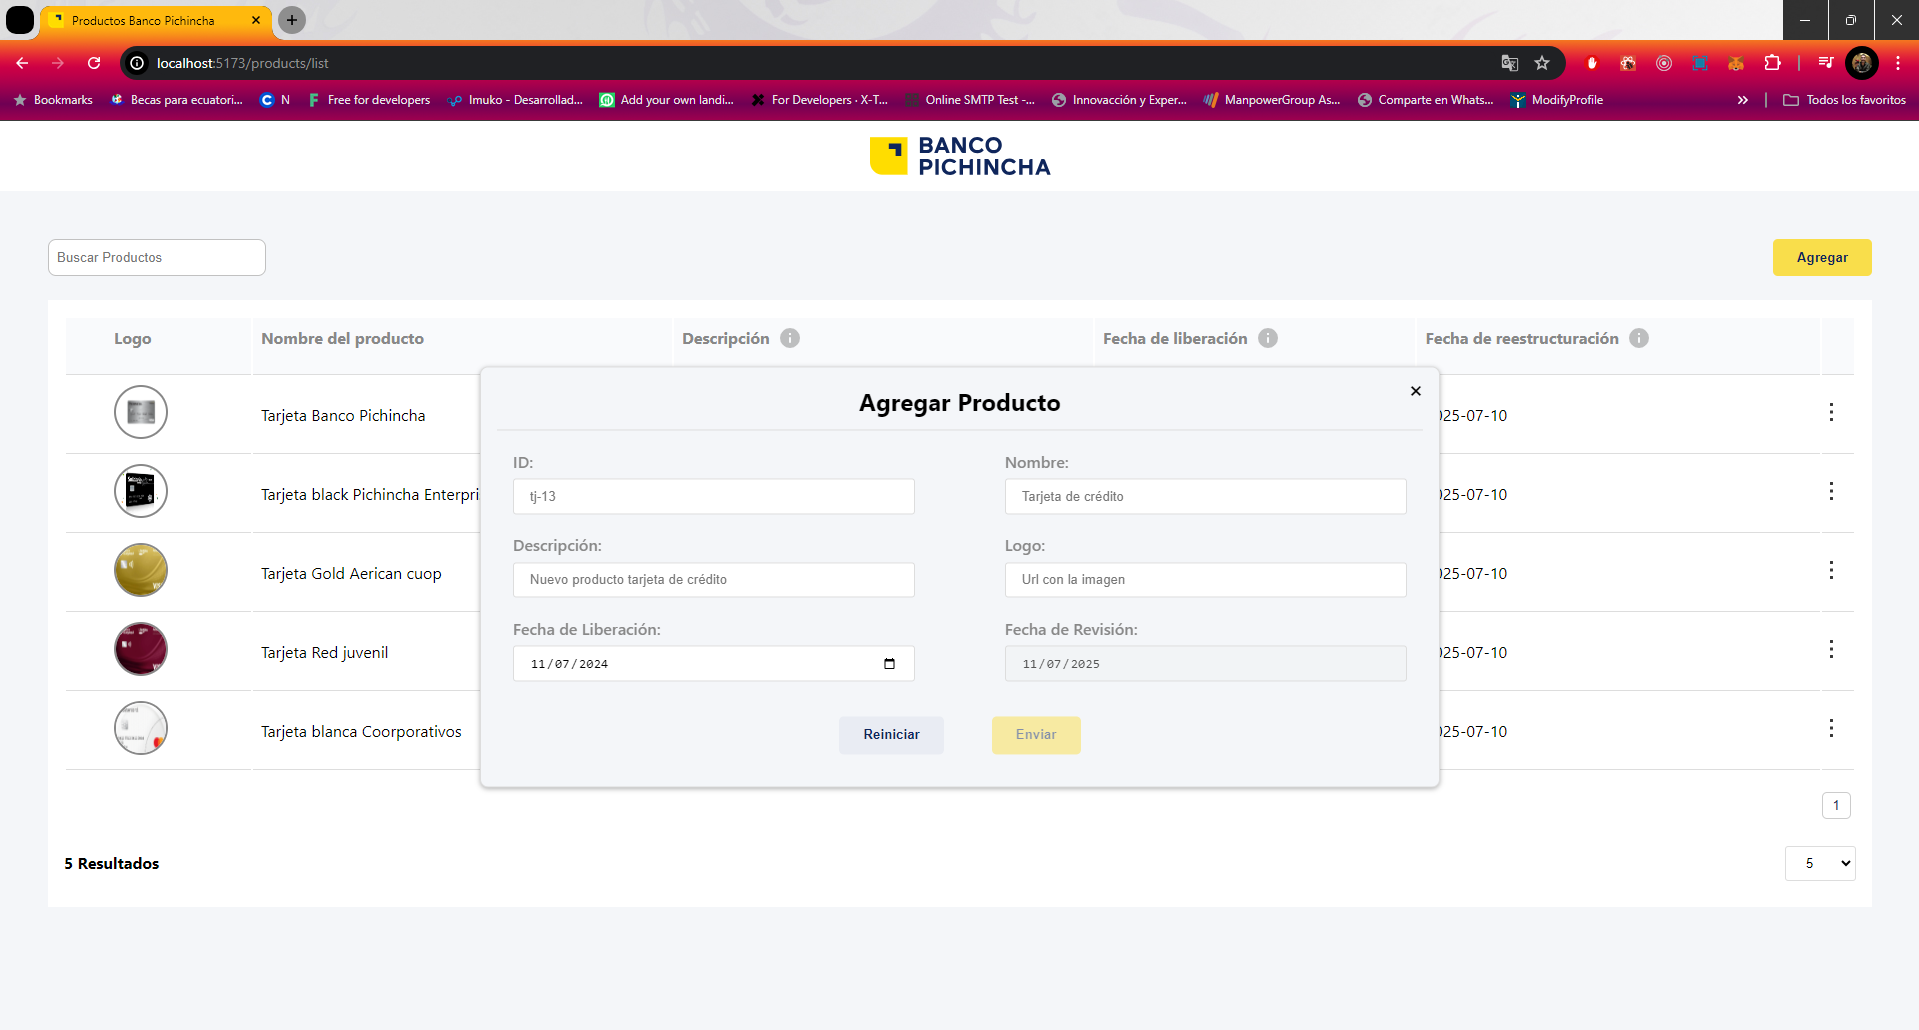 Productos Banco Pichincha
localhost:5173/products/list
Bookmarks Becas para ecuatori... N Free for developers Imuko - Desarrollad... Add your own landi... For Developers · X-T... Online SMTP Test -... Innovacción y Exper... ManpowerGroup As... Comparte en Whats... ModifyProfile » Todos los favoritos
BANCO
PICHINCHA
Buscar Productos
Agregar
Logo Nombre del producto Descripción Fecha de liberación Fecha de reestructuración
Tarjeta Banco Pichincha
25-07-10
Tarjeta black Pichincha Enterpri
25-07-10
Tarjeta Gold Aerican cuop
25-07-10
Tarjeta Red juvenil
25-07-10
Tarjeta blanca Coorporativos
25-07-10
Agregar Producto
ID: Nombre:
tj-13 Tarjeta de crédito
Descripción: Logo:
Nuevo producto tarjeta de crédito Url con la imagen
Fecha de Liberación: Fecha de Revisión:
11/07/2024 11/07/2025
Reiniciar Enviar
1
5 Resultados
5